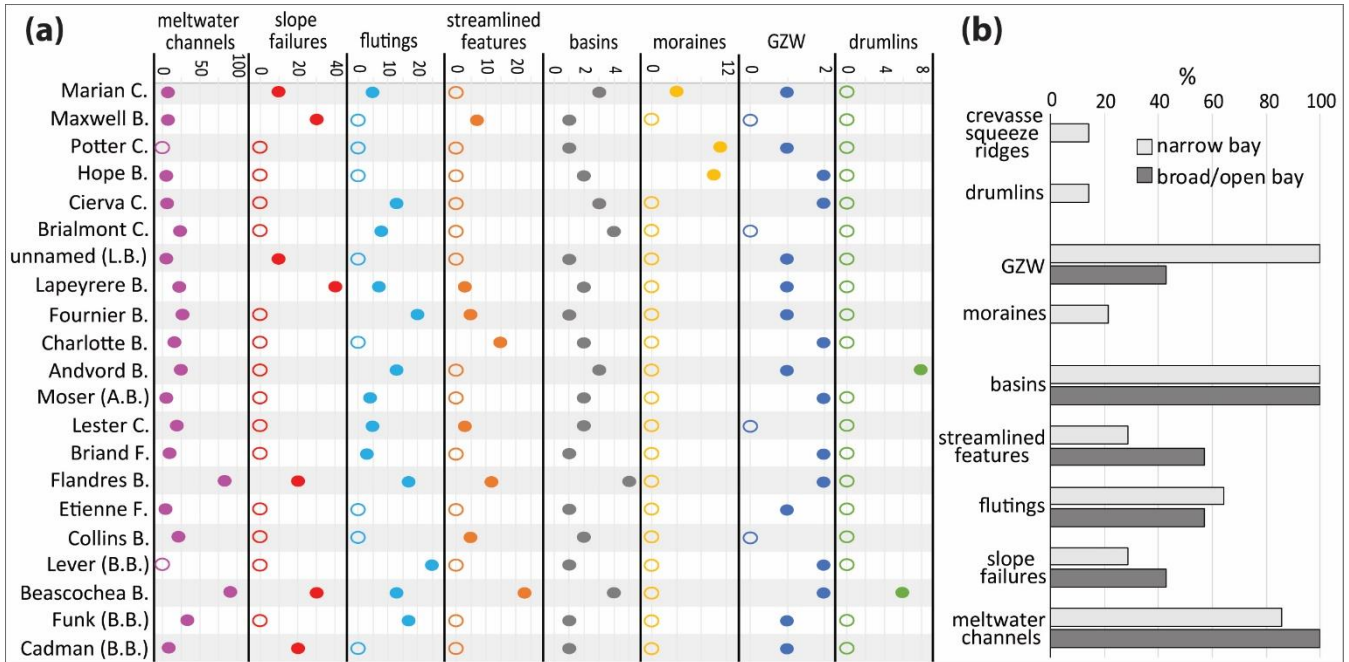 (a)
meltwater
channels
slope
failures
flutings
streamlined
features
basins
moraines
GZW
drumlins
0 50 100
0 20 40
0 10 20
0 10 20
0 2 4
0 12
0 2
0 4 8
Marian C.
Maxwell B.
Potter C.
Hope B.
Cierva C.
Brialmont C.
unnamed (L.B.)
Lapeyrere B.
Fournier B.
Charlotte B.
Andvord B.
Moser (A.B.)
Lester C.
Briand F.
Flandres B.
Etienne F.
Collins B.
Lever (B.B.)
Beascochea B.
Funk (B.B.)
Cadman (B.B.)
(b)
%
0 20 40 60 80 100
crevasse
squeeze
ridges
narrow bay
broad/open bay
drumlins
GZW
moraines
basins
streamlined
features
flutings
slope
failures
meltwater
channels